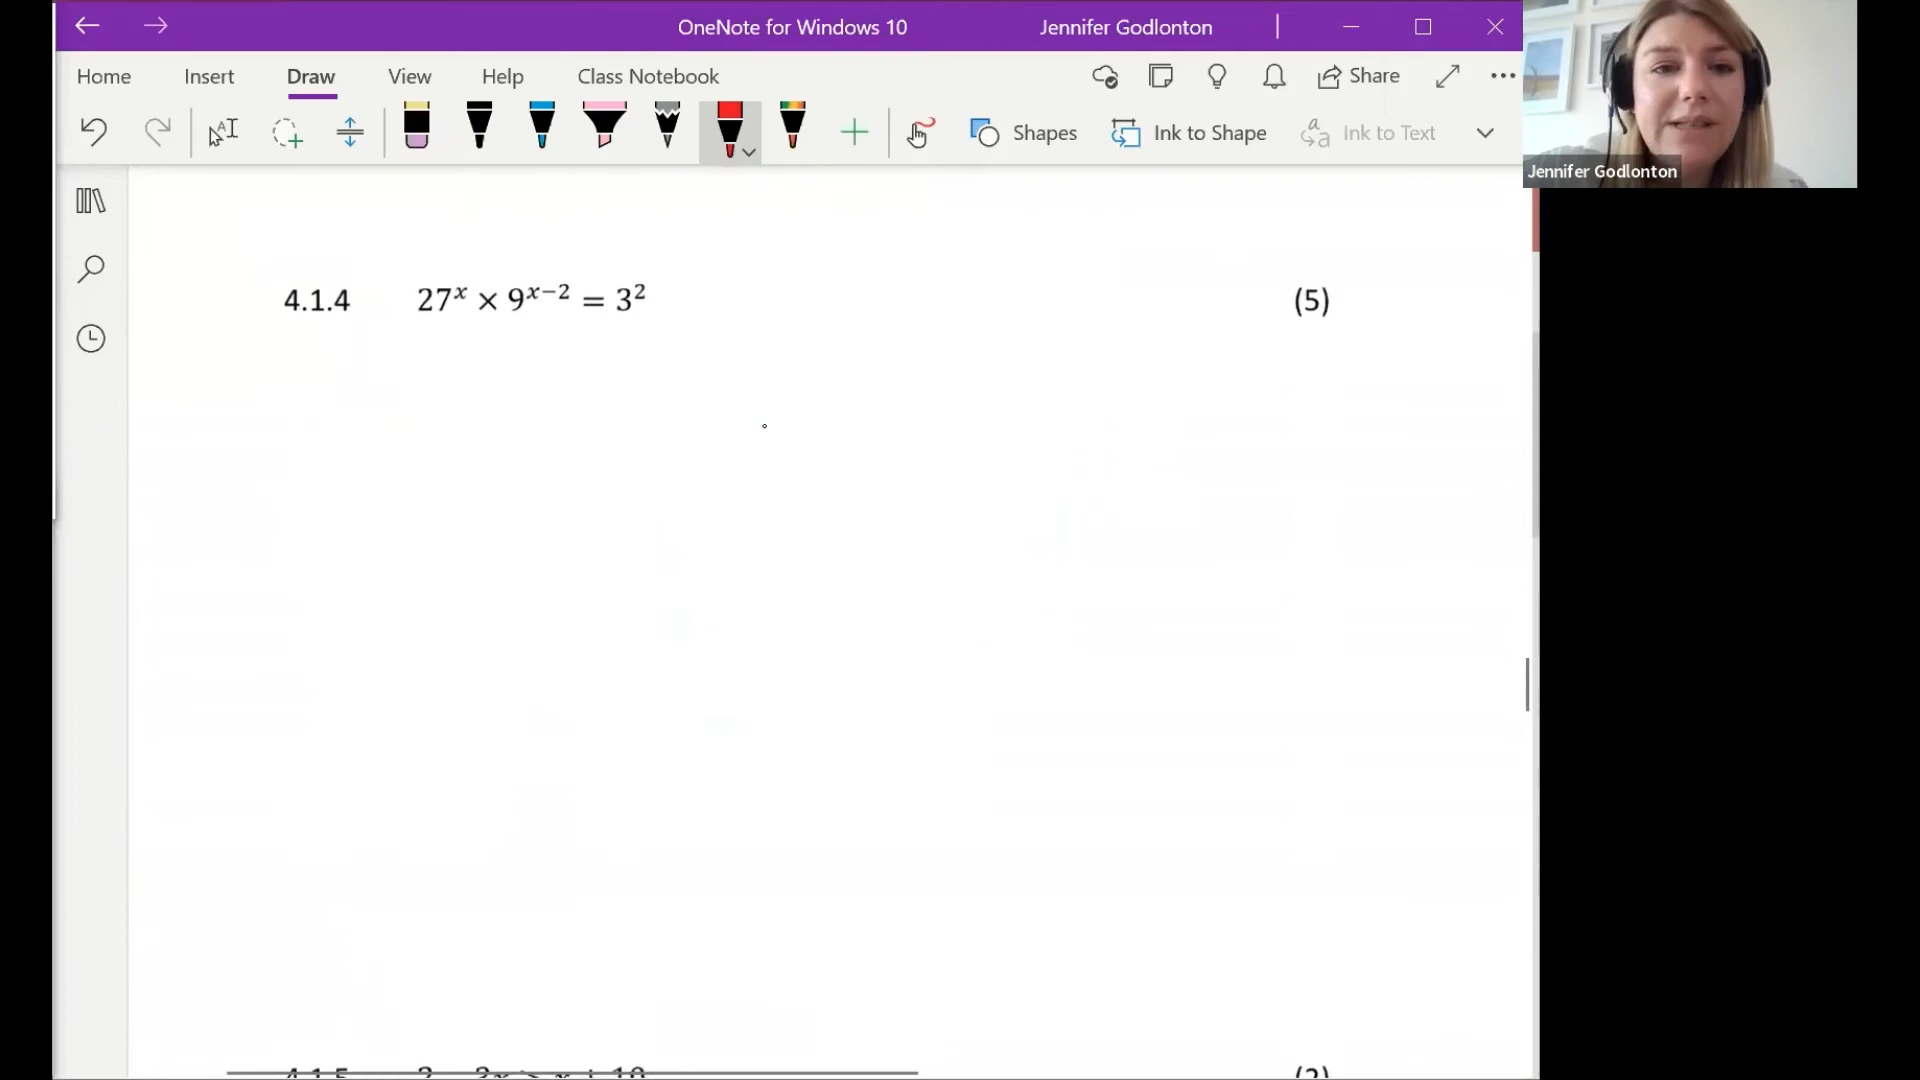 OneNote for Windows 10 Jennifer Godlonton
Home Insert Draw View Help Class Notebook Share
Shapes Ink to Shape Ink to Text
Jennifer Godlonton
4.1.4 27^x × 9^{x−2} = 3^2 (5)